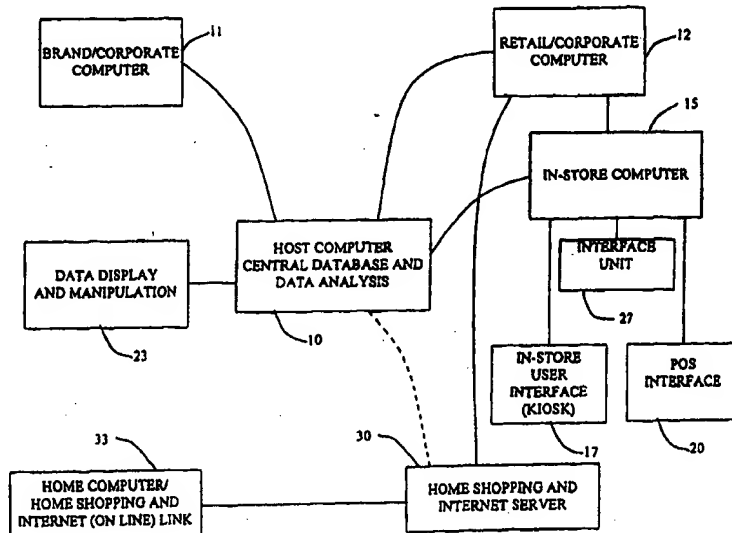 BRAND/CORPORATE
COMPUTER
11
RETAIL/CORPORATE
COMPUTER
12
15
IN-STORE COMPUTER
HOST COMPUTER
CENTRAL DATABASE AND
DATA ANALYSIS
10
INTERFACE
UNIT
27
DATA DISPLAY
AND MANIPULATION
23
IN-STORE
USER
INTERFACE
(KIOSK)
17
POS
INTERFACE
20
33
HOME COMPUTER/
HOME SHOPPING AND
INTERNET (ON LINE) LINK
30
HOME SHOPPING AND
INTERNET SERVER